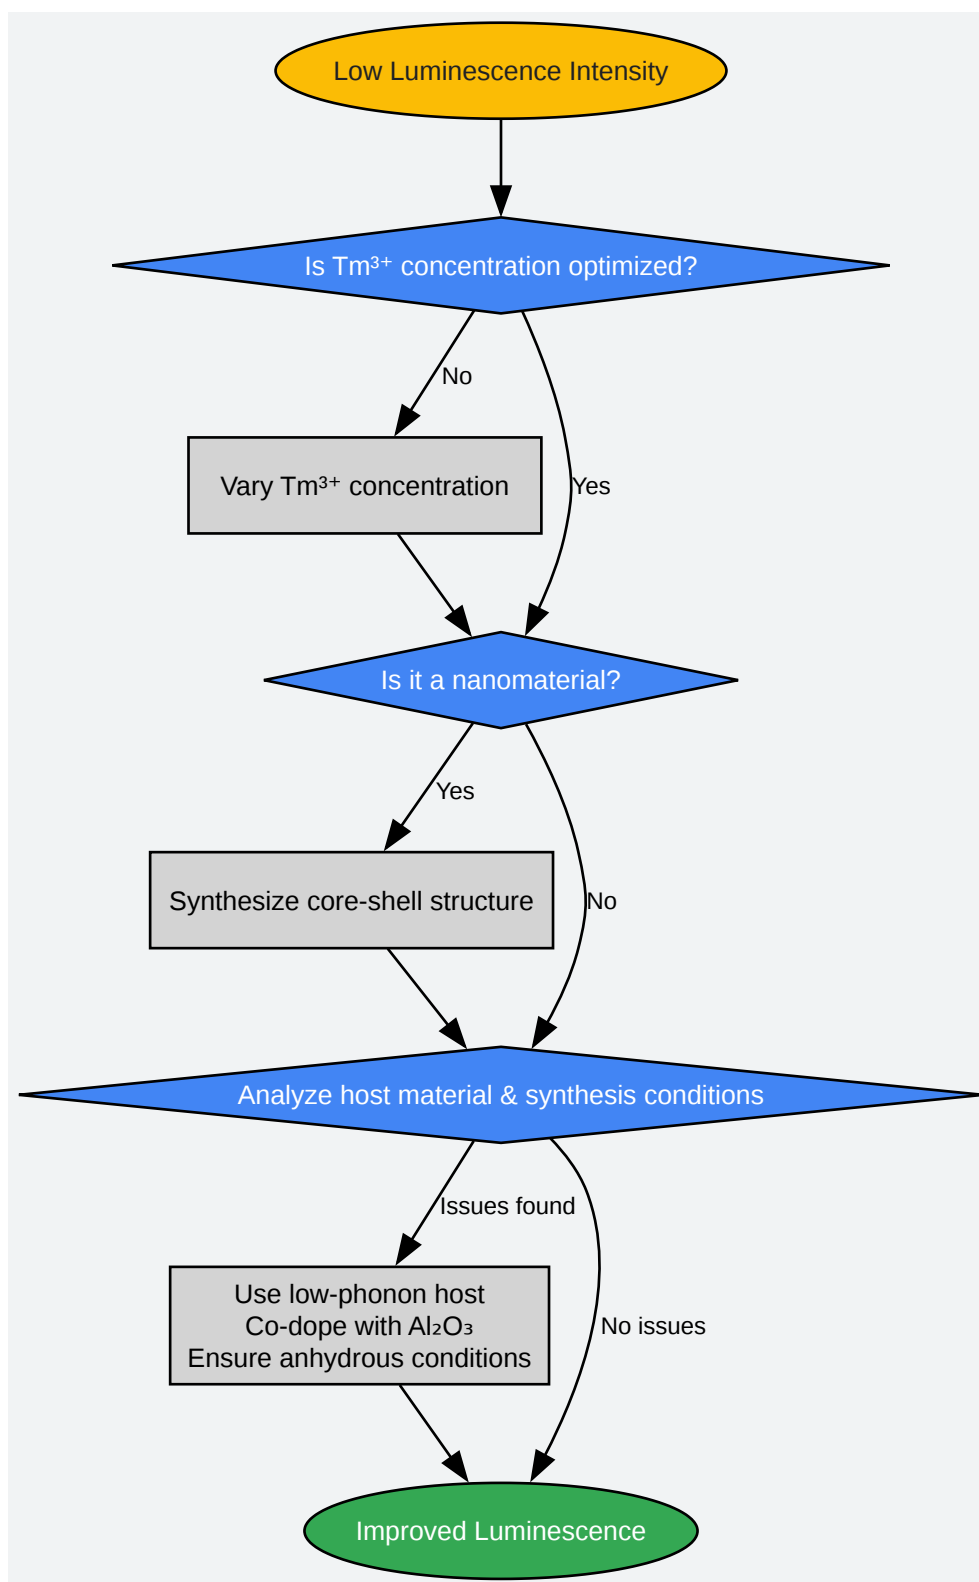 Low Luminescence Intensity
Is Tm³⁺ concentration optimized?
No
Vary Tm³⁺ concentration
Yes
Is it a nanomaterial?
Yes
Synthesize core-shell structure
No
Analyze host material & synthesis conditions
Issues found
Use low-phonon host
Co-dope with Al₂O₃
Ensure anhydrous conditions
No issues
Improved Luminescence